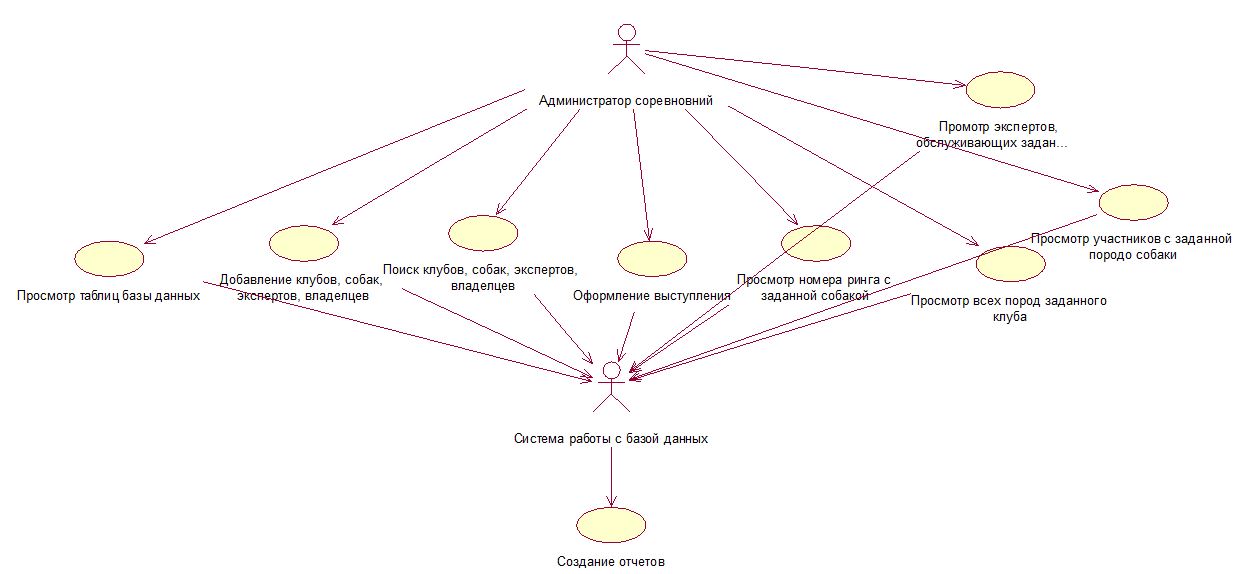 Администратор соревновний
Промотр экспертов,
обслуживающих задан...
Просмотр участников с заданной
породо собаки
Поиск клубов, собак, экспертов,
владелцев
Добавление клубов, собак,
экспертов, владелцев
Просмотр номера ринга с
заданной собакой
Просмотр таблиц базы данных
Оформление выступления
Просмотр всех пород заданного
клуба
Система работы с базой данных
Создание отчетов